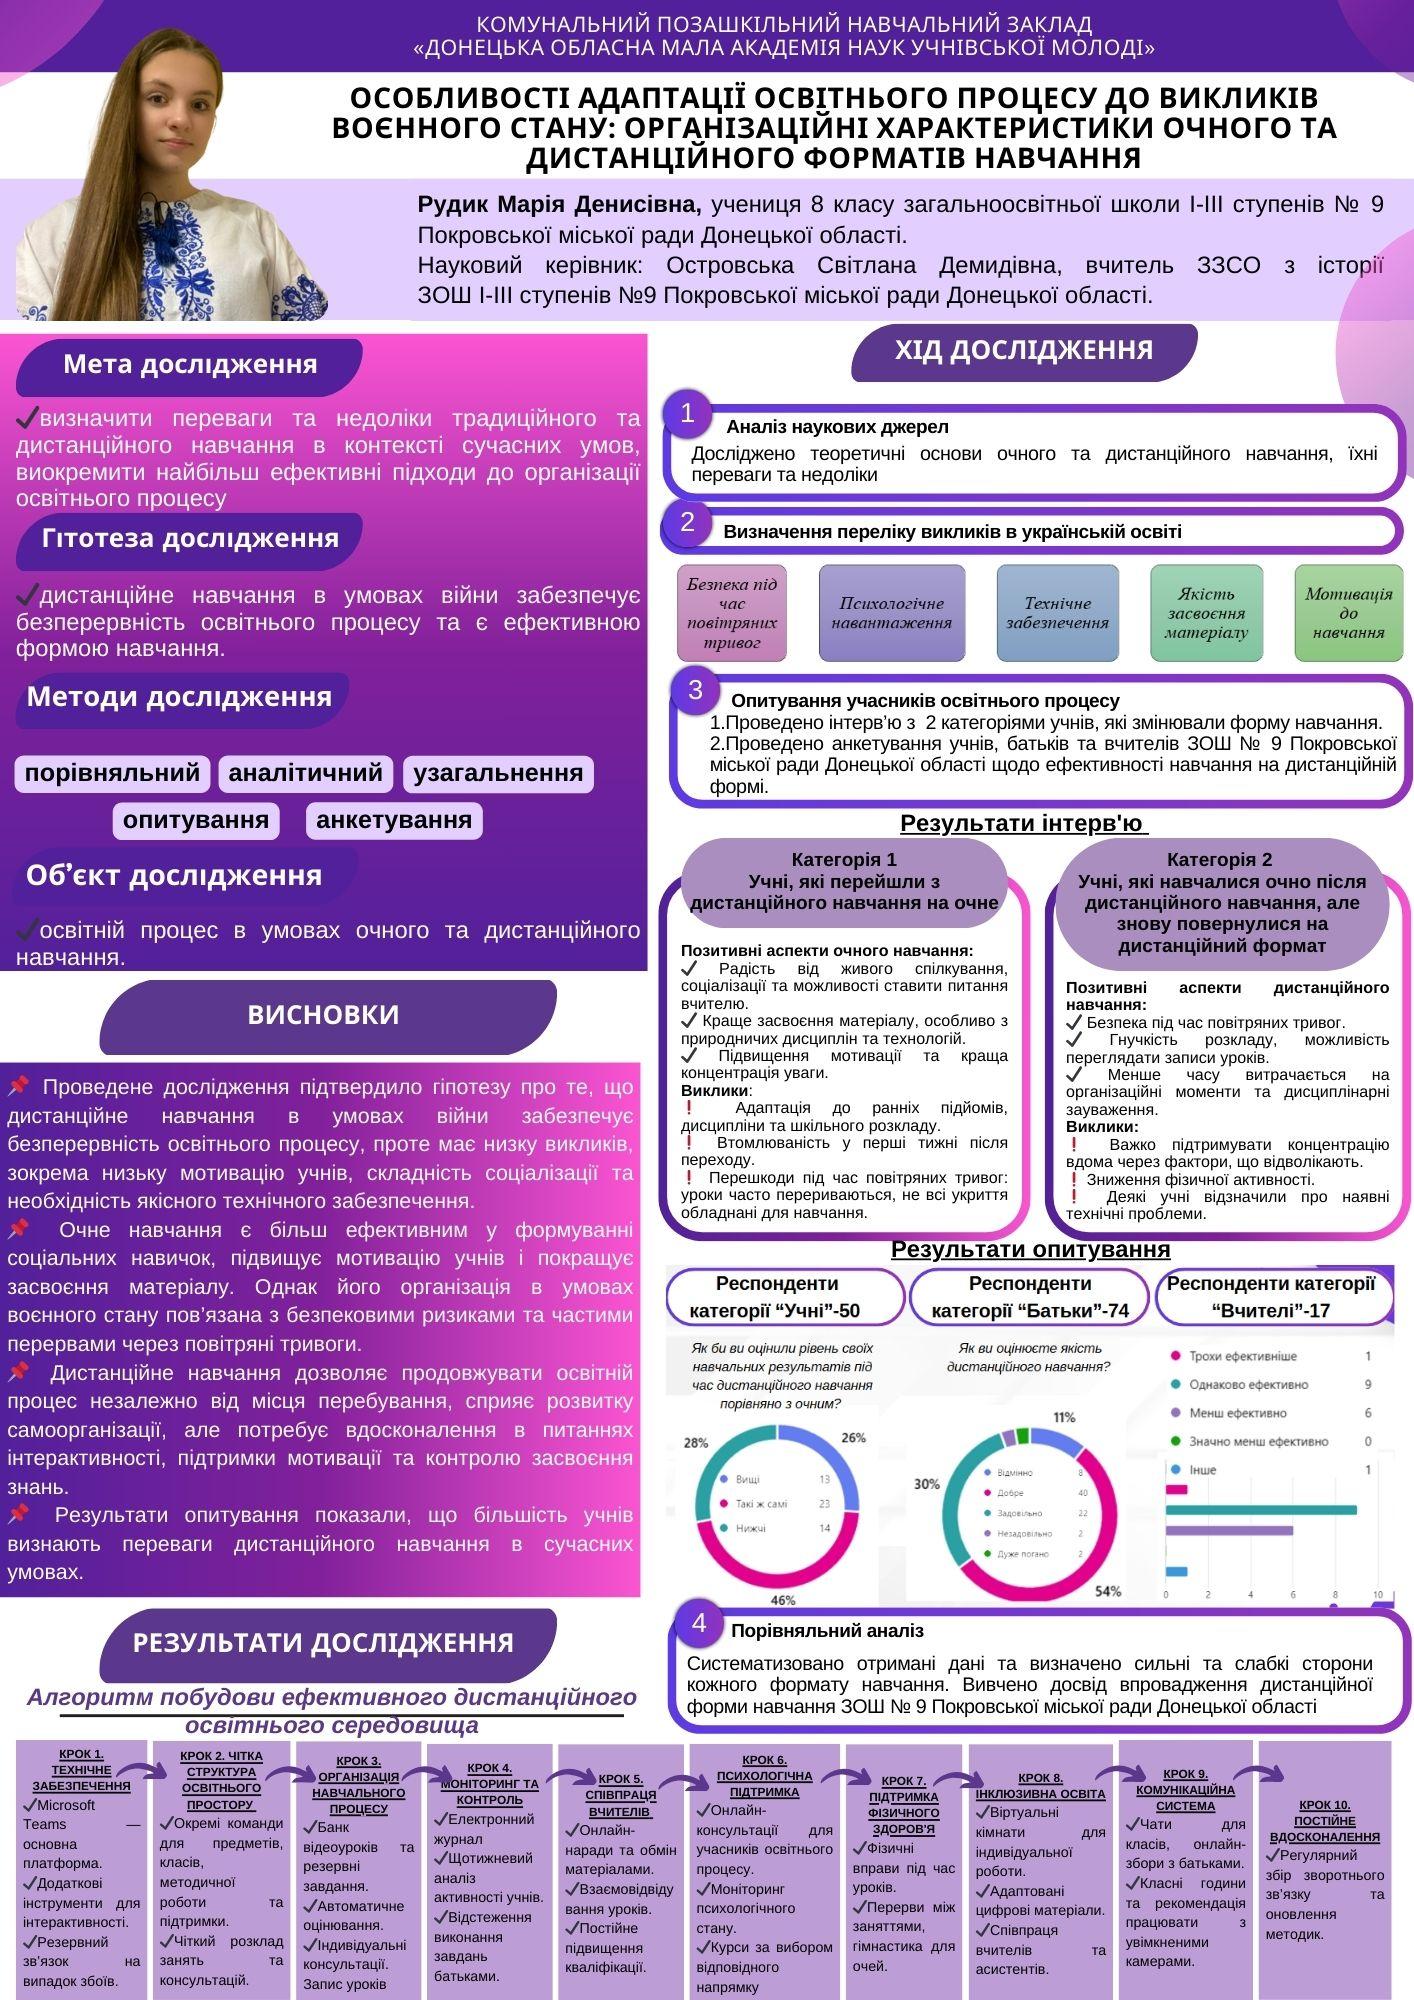 КОМУНАЛЬНИЙ ПОЗАШКІЛЬНИЙ НАВЧАЛЬНИЙ ЗАКЛАД
«ДОНЕЦЬКА ОБЛАСНА МАЛА АКАДЕМІЯ НАУК УЧНІВСЬКОЇ МОЛОДІ»
ОСОБЛИВОСТІ АДАПТАЦІЇ ОСВІТНЬОГО ПРОЦЕСУ ДО ВИКЛИКІВ
ВОЄННОГО СТАНУ: ОРГАНІЗАЦІЙНІ ХАРАКТЕРИСТИКИ ОЧНОГО ТА
ДИСТАНЦІЙНОГО ФОРМАТІВ НАВЧАННЯ
Рудик Марія Денисівна, учениця 8 класу загальноосвітньої школи І-ІІІ ступенів № 9
Покровської міської ради Донецької області.
Науковий керівник: Островська Світлана Демидівна, вчитель ЗЗСО з історії
ЗОШ І-ІІІ ступенів №9 Покровської міської ради Донецької області.
Мета дослідження
✔визначити переваги та недоліки традиційного та
дистанційного навчання в контексті сучасних умов,
виокремити найбільш ефективні підходи до організації
освітнього процесу
Гітотеза дослідження
✔дистанційне навчання в умовах війни забезпечує
безперервність освітнього процесу та є ефективною
формою навчання.
Методи дослідження
порівняльний аналітичний узагальнення
опитування анкетування
Об’єкт дослідження
✔освітній процес в умовах очного та дистанційного
навчання.
ВИСНОВКИ
📌 Проведене дослідження підтвердило гіпотезу про те, що
дистанційне навчання в умовах війни забезпечує
безперервність освітнього процесу, проте має низку викликів,
зокрема низьку мотивацію учнів, складність соціалізації та
необхідність якісного технічного забезпечення.
📌 Очне навчання є більш ефективним у формуванні
соціальних навичок, підвищує мотивацію учнів і покращує
засвоєння матеріалу. Однак його організація в умовах
воєнного стану пов’язана з безпековими ризиками та частими
перервами через повітряні тривоги.
📌 Дистанційне навчання дозволяє продовжувати освітній
процес незалежно від місця перебування, сприяє розвитку
самоорганізації, але потребує вдосконалення в питаннях
інтерактивності, підтримки мотивації та контролю засвоєння
знань.
📌 Результати опитування показали, що більшість учнів
визнають переваги дистанційного навчання в сучасних
умовах.
ХІД ДОСЛІДЖЕННЯ
1
Аналіз наукових джерел
Досліджено теоретичні основи очного та дистанційного навчання, їхні
переваги та недоліки
2
Визначення переліку викликів в українській освіті
Безпека під
час
повітряних
тривог
Психологічне
навантаження
Технічне
забезпечення
Якість
засвоєння
матеріалу
Мотивація
до
навчання
3
Опитування учасників освітнього процесу
1.Проведено інтерв’ю з 2 категоріями учнів, які змінювали форму навчання.
2.Проведено анкетування учнів, батьків та вчителів ЗОШ № 9 Покровської
міської ради Донецької області щодо ефективності навчання на дистанційній
формі.
Результати інтерв'ю
Категорія 1
Учні, які перейшли з
дистанційного навчання на очне
Позитивні аспекти очного навчання:
✔ Радість від живого спілкування,
соціалізації та можливості ставити питання
вчителю.
✔ Краще засвоєння матеріалу, особливо з
природничих дисциплін та технологій.
✔ Підвищення мотивації та краща
концентрація уваги.
Виклики:
❗ Адаптація до ранніх підйомів,
дисципліни та шкільного розкладу.
❗ Втомлюваність у перші тижні після
переходу.
❗ Перешкоди під час повітряних тривог:
уроки часто перериваються, не всі укриття
обладнані для навчання.
Категорія 2
Учні, які навчалися очно після
дистанційного навчання, але
знову повернулися на
дистанційний формат
Позитивні аспекти дистанційного
навчання:
✔ Безпека під час повітряних тривог.
✔ Гнучкість розкладу, можливість
переглядати записи уроків.
✔ Менше часу витрачається на
організаційні моменти та дисциплінарні
зауваження.
Виклики:
❗ Важко підтримувати концентрацію
вдома через фактори, що відволікають.
❗ Зниження фізичної активності.
❗ Деякі учні відзначили про наявні
технічні проблеми.
Результати опитування
Респонденти
категорії “Учні”-50
Як би ви оцінили рівень своїх
навчальних результатів під
час дистанційного навчання
порівняно з очним?
28%
26%
Вищі 13
Такі ж самі 23
Нижчі 14
46%
Респонденти
категорії “Батьки”-74
Як ви оцінюєте якість
дистанційного навчання?
11%
30%
Відмінно 8
Добре 40
Задовільно 22
Незадовільно 2
Дуже погано 2
54%
Респонденти категорії
“Вчителі”-17
Трохи ефективніше 1
Однаково ефективно 9
Менш ефективно 6
Значно менш ефективно 0
Інше 1
0 2 4 6 8 10
4
Порівняльний аналіз
Систематизовано отримані дані та визначено сильні та слабкі сторони
кожного формату навчання. Вивчено досвід впровадження дистанційної
форми навчання ЗОШ № 9 Покровської міської ради Донецької області
РЕЗУЛЬТАТИ ДОСЛІДЖЕННЯ
Алгоритм побудови ефективного дистанційного
освітнього середовища
КРОК 1.
ТЕХНІЧНЕ
ЗАБЕЗПЕЧЕННЯ
✔Microsoft
Teams —
основна
платформа.
✔Додаткові
інструменти для
інтерактивності.
✔Резервний
зв’язок на
випадок збоїв.
КРОК 2. ЧІТКА
СТРУКТУРА
ОСВІТНЬОГО
ПРОСТОРУ
✔Окремі команди
для предметів,
класів,
методичної
роботи та
підтримки.
✔Чіткий розклад
занять та
консультацій.
КРОК 3.
ОРГАНІЗАЦІЯ
НАВЧАЛЬНОГО
ПРОЦЕСУ
✔Банк
відеоуроків та
резервні
завдання.
✔Автоматичне
оцінювання.
✔Індивідуальні
консультації.
Запис уроків
КРОК 4.
МОНІТОРИНГ ТА
КОНТРОЛЬ
✔Електронний
журнал
✔Щотижневий
аналіз
активності учнів.
✔Відстеження
виконання
завдань
батьками.
КРОК 5.
СПІВПРАЦЯ
ВЧИТЕЛІВ
✔Онлайн-
наради та обмін
матеріалами.
✔Взаємовідвіду
вання уроків.
✔Постійне
підвищення
кваліфікації.
КРОК 6.
ПСИХОЛОГІЧНА
ПІДТРИМКА
✔Онлайн-
консультації для
учасників освітнього
процесу.
✔Моніторинг
психологічного
стану.
✔Курси за вибором
відповідного
напрямку
КРОК 7.
ПІДТРИМКА
ФІЗИЧНОГО
ЗДОРОВ'Я
✔Фізичні
вправи під час
уроків.
✔Перерви між
заняттями,
гімнастика для
очей.
КРОК 8.
ІНКЛЮЗИВНА ОСВІТА
✔Віртуальні
кімнати для
індивідуальної
роботи.
✔Адаптовані
цифрові матеріали.
✔Співпраця
вчителів та
асистентів.
КРОК 9.
КОМУНІКАЦІЙНА
СИСТЕМА
✔Чати для
класів, онлайн-
збори з батьками.
✔Класні години
та рекомендація
працювати з
увімкненими
камерами.
КРОК 10.
ПОСТІЙНЕ
ВДОСКОНАЛЕННЯ
✔Регулярний
збір зворотнього
зв’язку та
оновлення
методик.